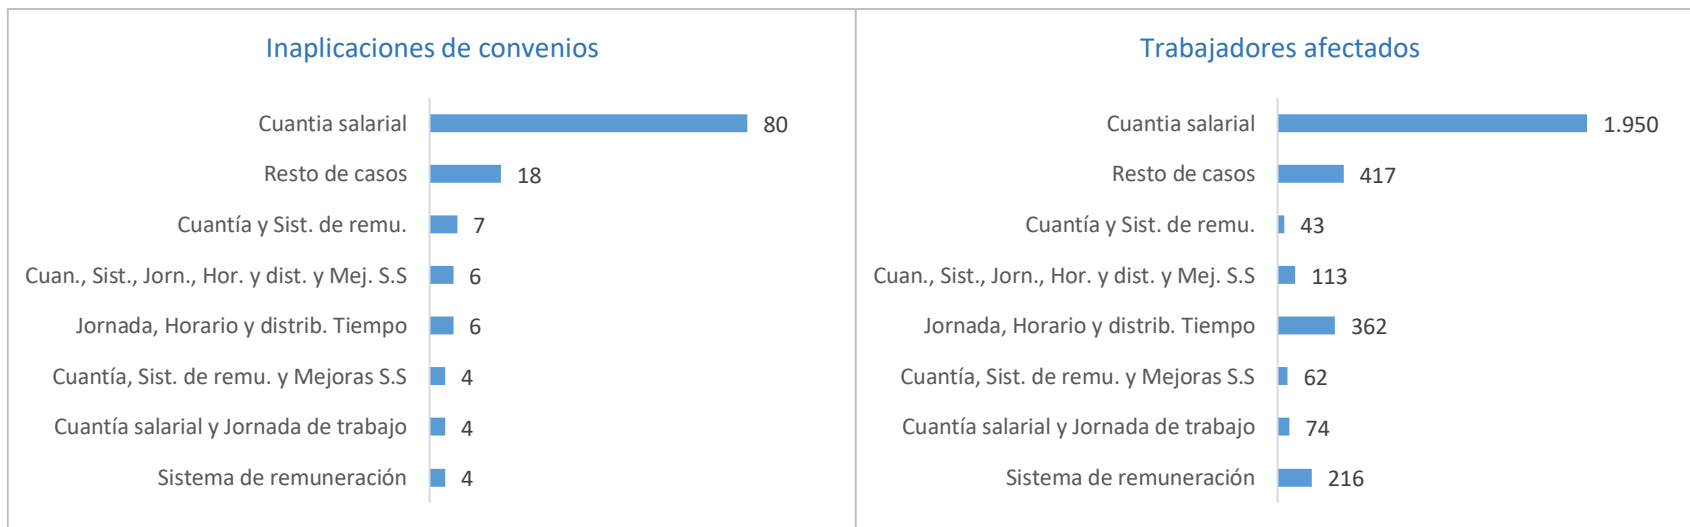 Inaplicaciones de convenios
Cuantia salarial 80
Resto de casos 18
Cuantía y Sist. de remu. 7
Cuan., Sist., Jorn., Hor. y dist. y Mej. S.S 6
Jornada, Horario y distrib. Tiempo 6
Cuantía, Sist. de remu. y Mejoras S.S 4
Cuantía salarial y Jornada de trabajo 4
Sistema de remuneración 4
Trabajadores afectados
Cuantia salarial 1.950
Resto de casos 417
Cuantía y Sist. de remu. 43
Cuan., Sist., Jorn., Hor. y dist. y Mej. S.S 113
Jornada, Horario y distrib. Tiempo 362
Cuantía, Sist. de remu. y Mejoras S.S 62
Cuantía salarial y Jornada de trabajo 74
Sistema de remuneración 216